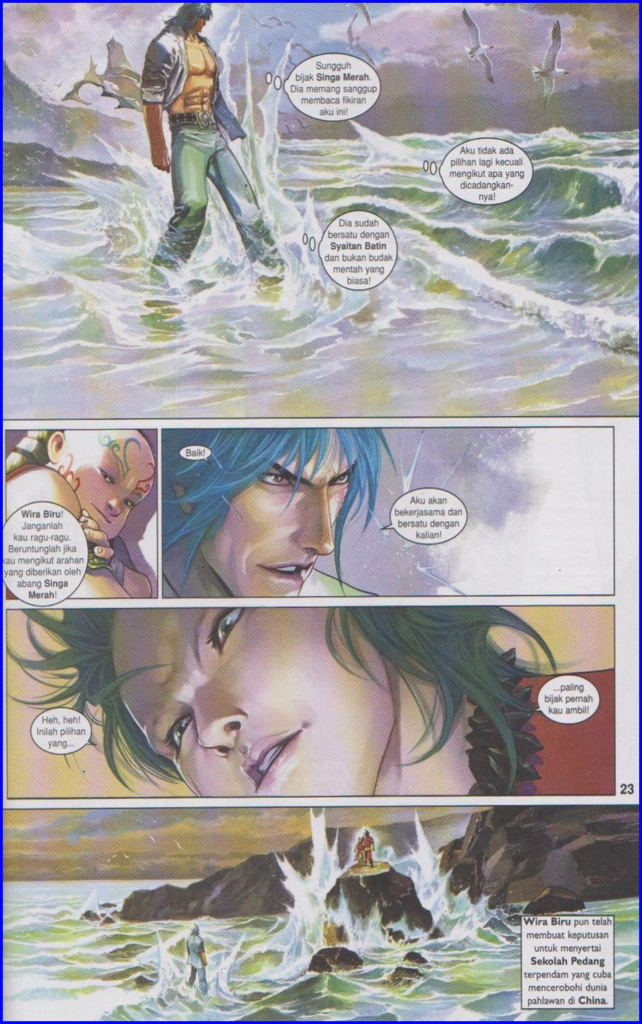 Sungguh
bijak Singa Merah.
Dia memang sanggup
membaca fikiran
aku ini!
Aku tidak ada
pilihan lagi kecuali
mengikut apa yang
dicadangkan-
nya!
Dia sudah
bersatu dengan
Syaitan Batin
dan bukan budak
mentah yang
biasa!
Wira Biru!
Janganlah
kau ragu-ragu.
Beruntunglah jika
kau mengikut arahan
yang diberikan oleh
abang Singa
Merah!
Baik!
Aku akan
bekerjasama dan
bersatu dengan
kalian!
Heh, heh!
Inilah pilihan
yang...
...paling
bijak pernah
kau ambil!
23
Wira Biru pun telah
membuat keputusan
untuk menyertai
Sekolah Pedang
terpendam yang cuba
mencerobohi dunia
pahlawan di China.